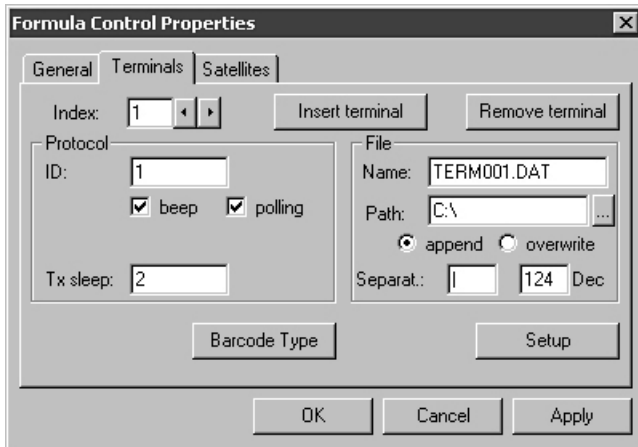 Formula Control Properties
General Terminals Satellites
Index: 1 Insert terminal Remove terminal
Protocol File
ID: 1 Name: TERM001.DAT
beep polling Path: C:\ ...
append overwrite
Tx sleep: 2 Separat.: | 124 Dec
Barcode Type Setup
OK Cancel Apply